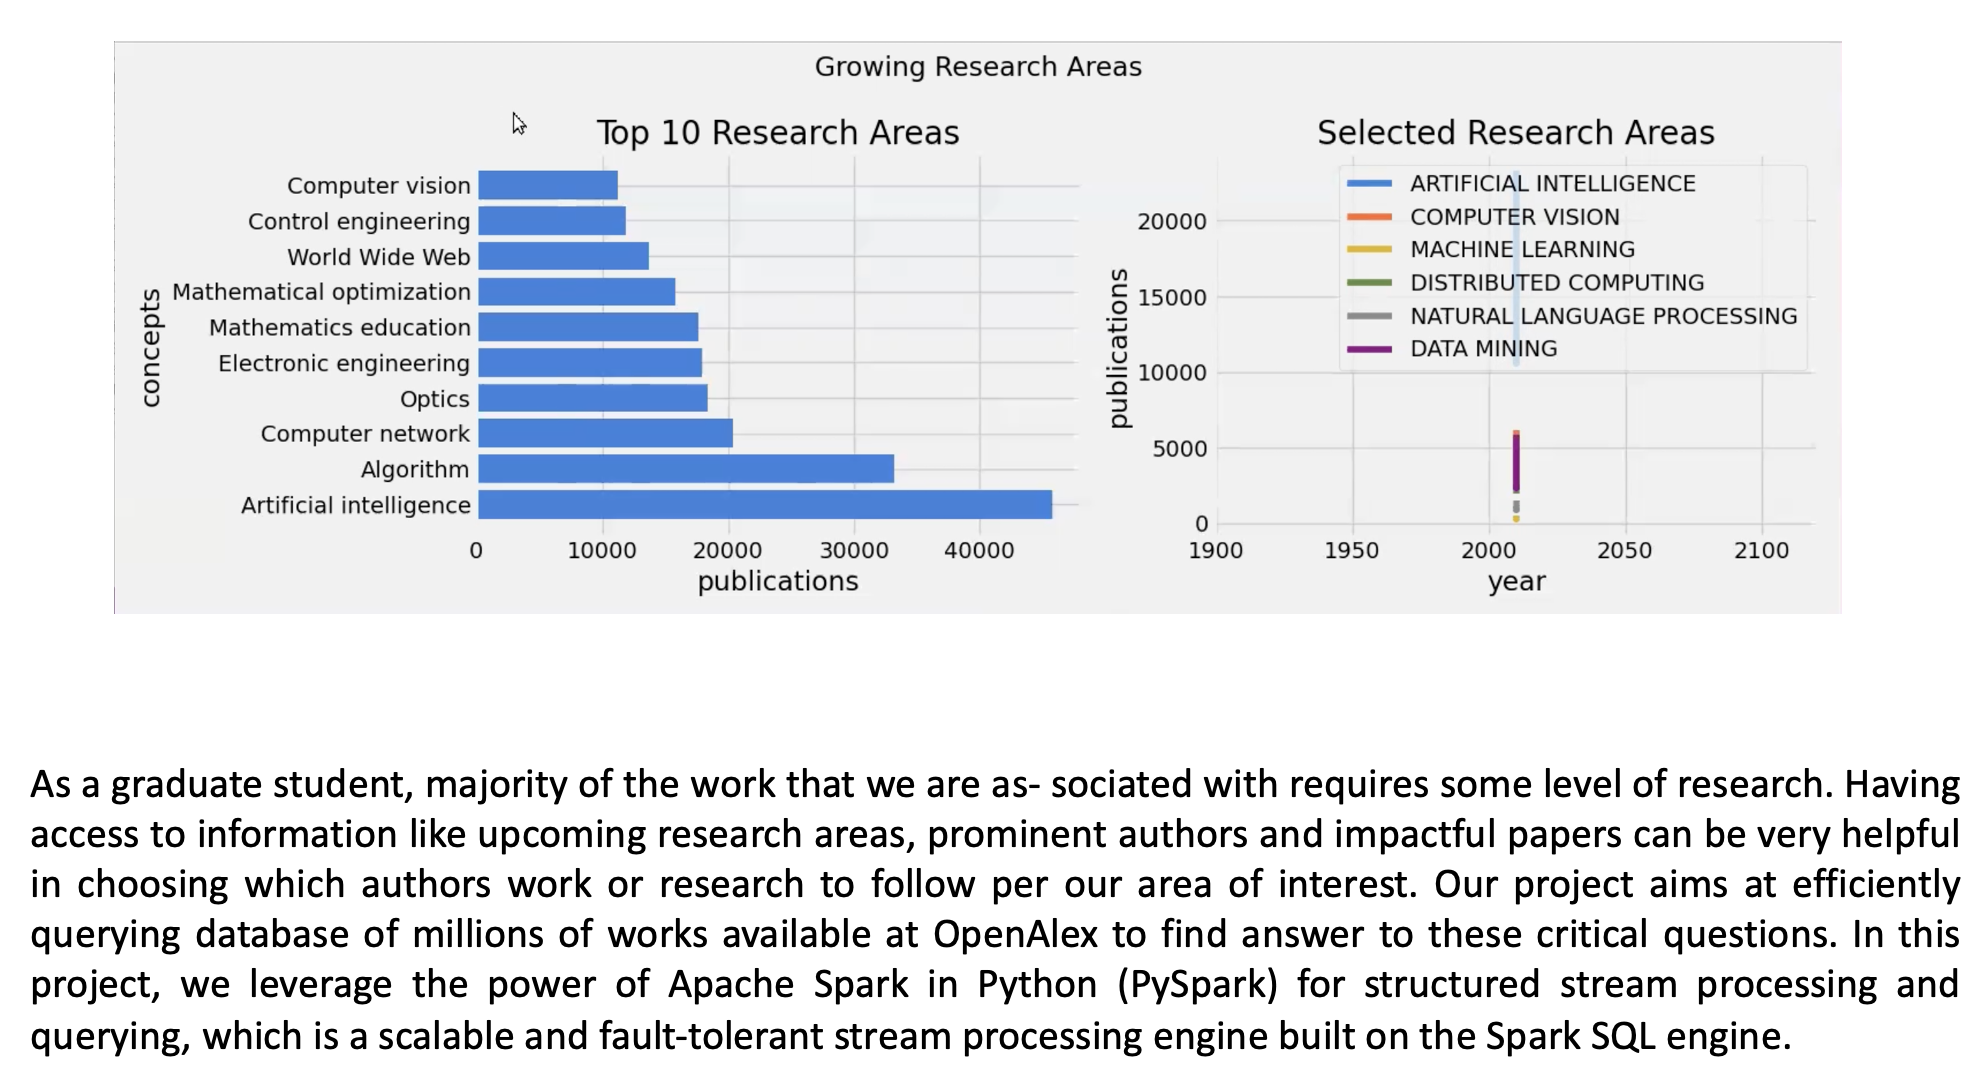 Growing Research Areas
Top 10 Research Areas
concepts
Computer vision
Control engineering
World Wide Web
Mathematical optimization
Mathematics education
Electronic engineering
Optics
Computer network
Algorithm
Artificial intelligence
0 10000 20000 30000 40000
publications
Selected Research Areas
publications
20000
15000
10000
5000
0
ARTIFICIAL INTELLIGENCE
COMPUTER VISION
MACHINE LEARNING
DISTRIBUTED COMPUTING
NATURAL LANGUAGE PROCESSING
DATA MINING
1900 1950 2000 2050 2100
year
As a graduate student, majority of the work that we are as- sociated with requires some level of research. Having
access to information like upcoming research areas, prominent authors and impactful papers can be very helpful
in choosing which authors work or research to follow per our area of interest. Our project aims at efficiently
querying database of millions of works available at OpenAlex to find answer to these critical questions. In this
project, we leverage the power of Apache Spark in Python (PySpark) for structured stream processing and
querying, which is a scalable and fault-tolerant stream processing engine built on the Spark SQL engine.